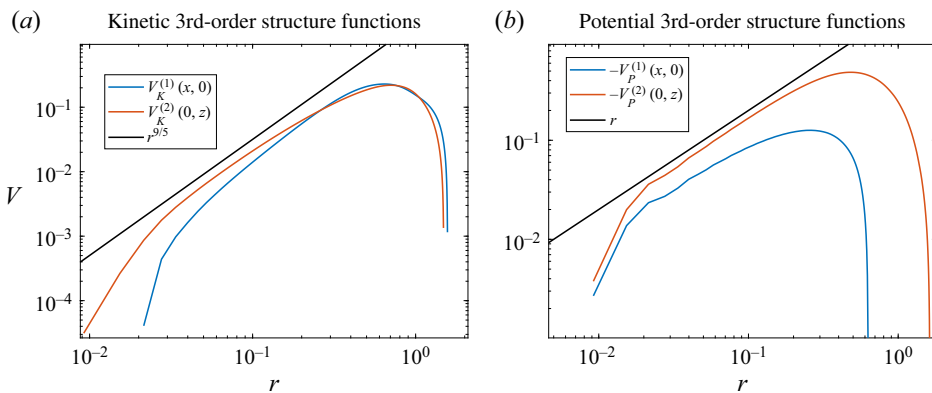 (a) Kinetic 3rd-order structure functions
V_K^(1) (x, 0)
V_K^(2) (0, z)
r^9/5
10^–1
10^–2
10^–3
10^–4
V
10^–2 10^–1 10^0
r
(b) Potential 3rd-order structure functions
–V_P^(1) (x, 0)
–V_P^(2) (0, z)
r
10^–1
10^–2
10^–2 10^–1 10^0
r